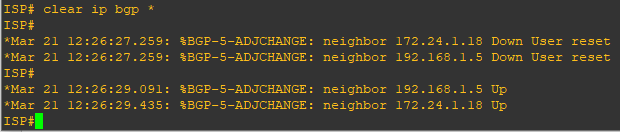 ISP# clear ip bgp *
ISP#
*Mar 21 12:26:27.259: %BGP-5-ADJCHANGE: neighbor 172.24.1.18 Down User reset
*Mar 21 12:26:27.259: %BGP-5-ADJCHANGE: neighbor 192.168.1.5 Down User reset
ISP#
*Mar 21 12:26:29.091: %BGP-5-ADJCHANGE: neighbor 192.168.1.5 Up
*Mar 21 12:26:29.435: %BGP-5-ADJCHANGE: neighbor 172.24.1.18 Up
ISP#